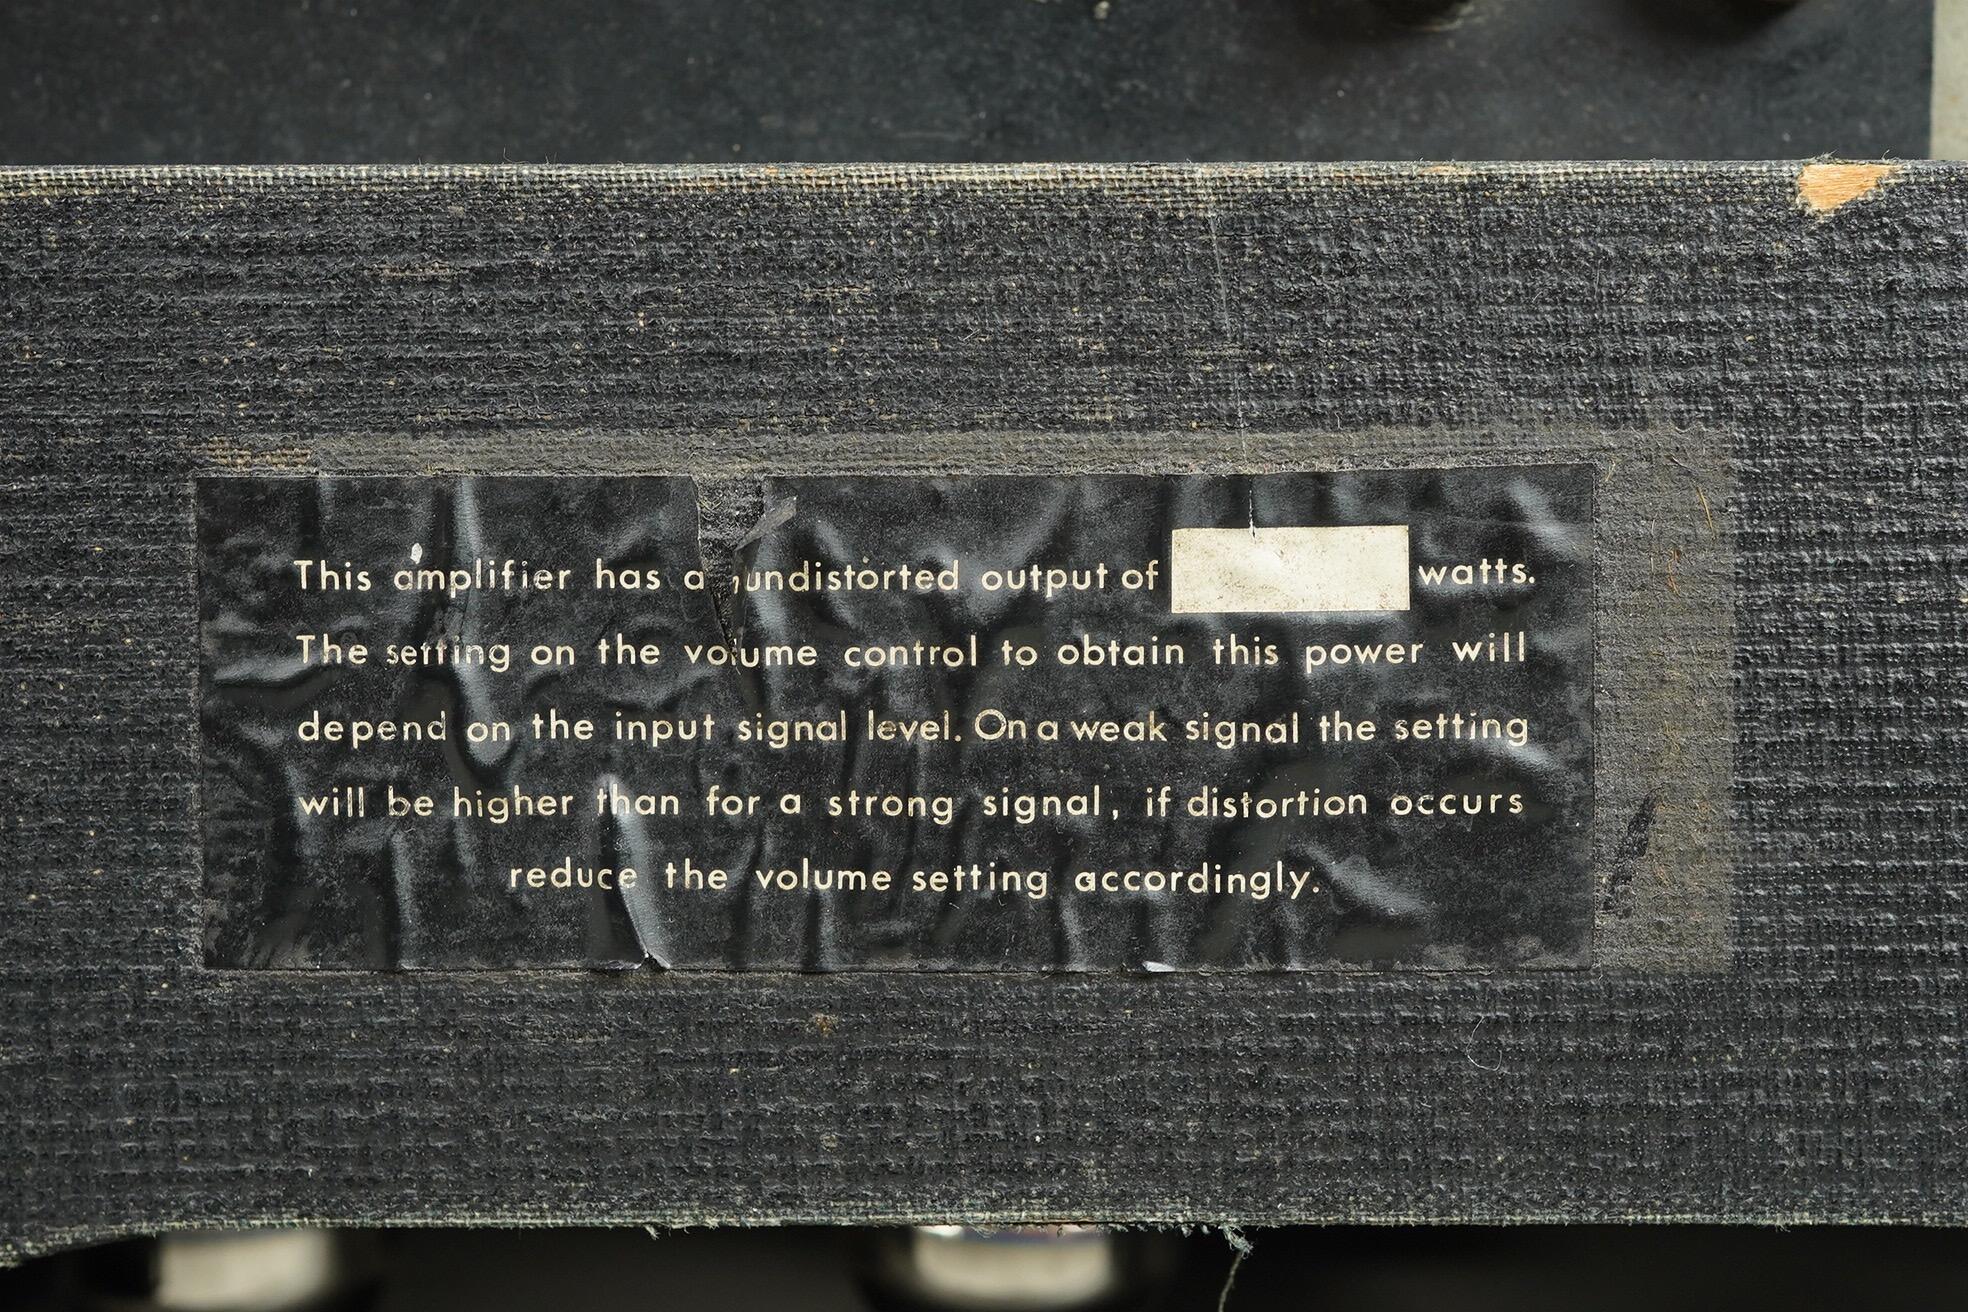 This amplifier has a undistorted output of watts.
The setting on the volume control to obtain this power will
depend on the input signal level. On a weak signal the setting
will be higher than for a strong signal, if distortion occurs
reduce the volume setting accordingly.